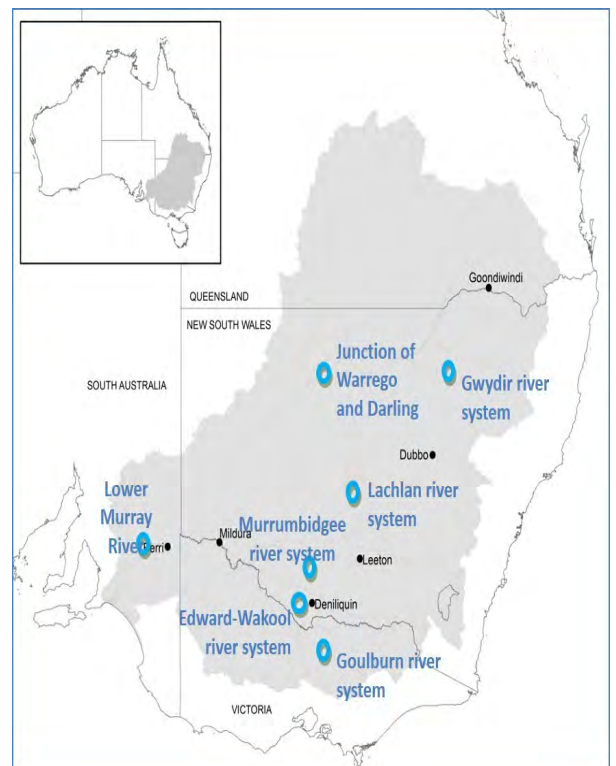 Goondiwindi
QUEENSLAND
NEW SOUTH WALES
Junction of
Warrego
and Darling
Gwydir river
system
SOUTH AUSTRALIA
Dubbo
Lower
Murray
River
Lachlan river
system
Murrumbidgee
river system
Mildura
Leeton
Deniliquin
Edward-Wakool
river system
Goulburn river
system
VICTORIA